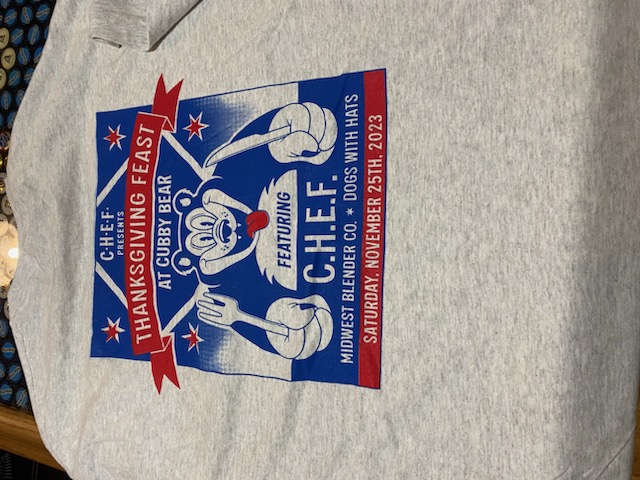 C·H·E·F·
PRESENTS
THANKSGIVING FEAST
AT CUBBY BEAR
FEATURING
C.H.E.F.
MIDWEST BLENDER CO. * DOGS WITH HATS
SATURDAY, NOVEMBER 25TH, 2023